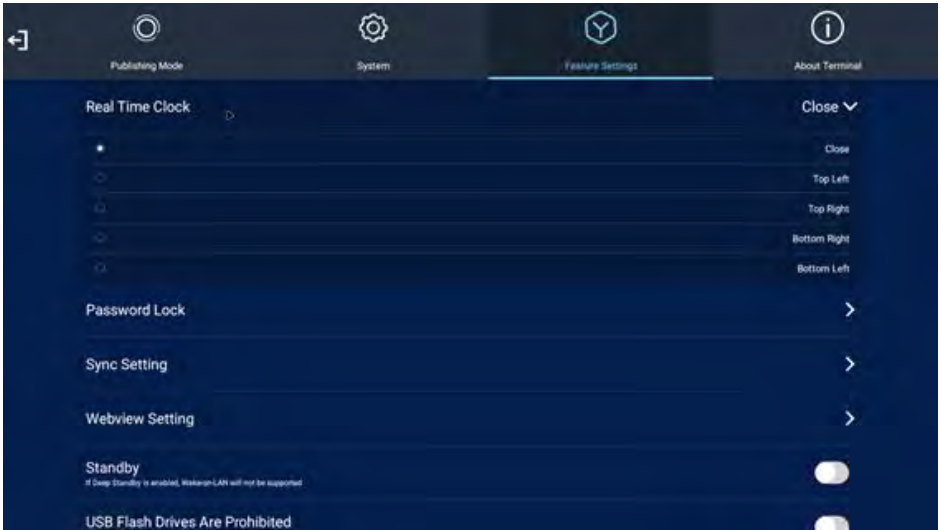 Publishing Mode
System
Feature Settings
About Terminal
Real Time Clock
Close
Close
Top Left
Top Right
Bottom Right
Bottom Left
Password Lock
Sync Setting
Webview Setting
Standby
If Deep Standby is enabled, Wake-on-LAN will not be supported
USB Flash Drives Are Prohibited